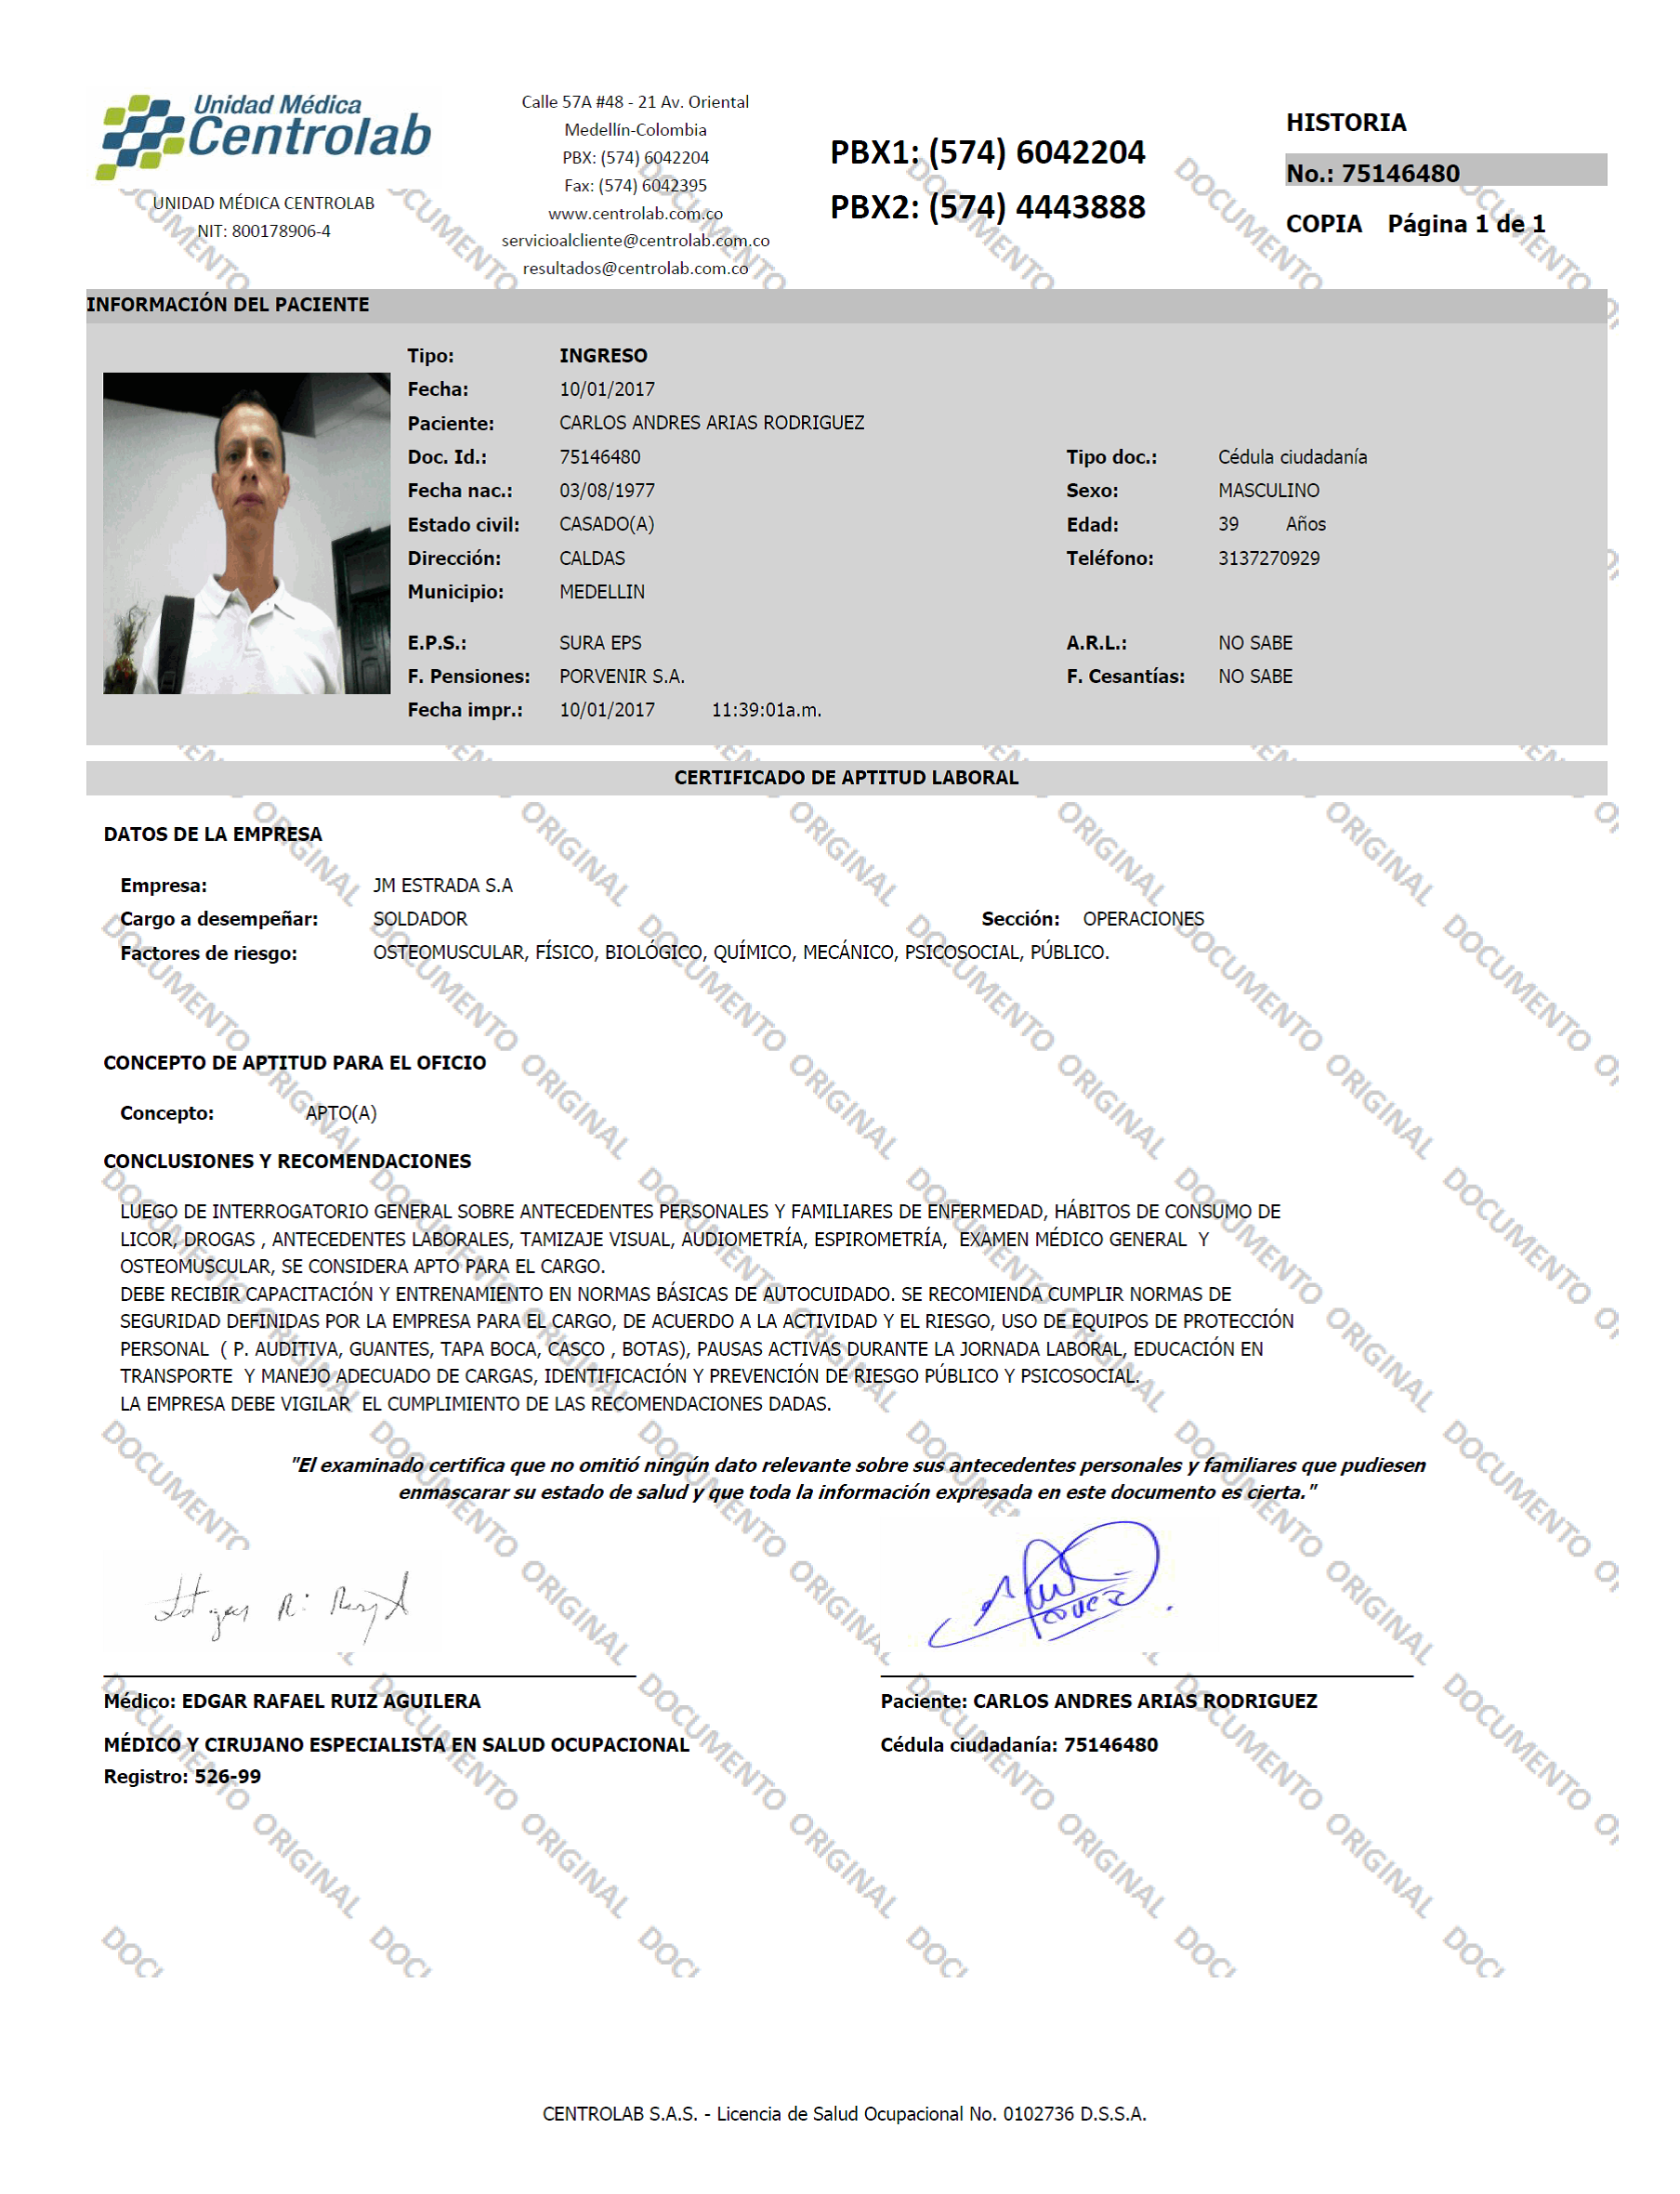 Unidad Médica
Centrolab
UNIDAD MÉDICA CENTROLAB
NIT: 800178906-4
Calle 57A #48 - 21 Av. Oriental
Medellín-Colombia
PBX: (574) 6042204
Fax: (574) 6042395
www.centrolab.com.co
servicioalcliente@centrolab.com.co
resultados@centrolab.com.co
PBX1: (574) 6042204
PBX2: (574) 4443888
HISTORIA
No.: 75146480
COPIA Página 1 de 1
INFORMACIÓN DEL PACIENTE
Tipo: INGRESO
Fecha: 10/01/2017
Paciente: CARLOS ANDRES ARIAS RODRIGUEZ
Doc. Id.: 75146480 Tipo doc.: Cédula ciudadanía
Fecha nac.: 03/08/1977 Sexo: MASCULINO
Estado civil: CASADO(A) Edad: 39 Años
Dirección: CALDAS Teléfono: 3137270929
Municipio: MEDELLIN
E.P.S.: SURA EPS A.R.L.: NO SABE
F. Pensiones: PORVENIR S.A. F. Cesantías: NO SABE
Fecha impr.: 10/01/2017 11:39:01a.m.
CERTIFICADO DE APTITUD LABORAL
DATOS DE LA EMPRESA
Empresa: JM ESTRADA S.A
Cargo a desempeñar: SOLDADOR Sección: OPERACIONES
Factores de riesgo: OSTEOMUSCULAR, FÍSICO, BIOLÓGICO, QUÍMICO, MECÁNICO, PSICOSOCIAL, PÚBLICO.
CONCEPTO DE APTITUD PARA EL OFICIO
Concepto: APTO(A)
CONCLUSIONES Y RECOMENDACIONES
LUEGO DE INTERROGATORIO GENERAL SOBRE ANTECEDENTES PERSONALES Y FAMILIARES DE ENFERMEDAD, HÁBITOS DE CONSUMO DE
LICOR, DROGAS , ANTECEDENTES LABORALES, TAMIZAJE VISUAL, AUDIOMETRÍA, ESPIROMETRÍA, EXAMEN MÉDICO GENERAL Y
OSTEOMUSCULAR, SE CONSIDERA APTO PARA EL CARGO.
DEBE RECIBIR CAPACITACIÓN Y ENTRENAMIENTO EN NORMAS BÁSICAS DE AUTOCUIDADO. SE RECOMIENDA CUMPLIR NORMAS DE
SEGURIDAD DEFINIDAS POR LA EMPRESA PARA EL CARGO, DE ACUERDO A LA ACTIVIDAD Y EL RIESGO, USO DE EQUIPOS DE PROTECCIÓN
PERSONAL ( P. AUDITIVA, GUANTES, TAPA BOCA, CASCO , BOTAS), PAUSAS ACTIVAS DURANTE LA JORNADA LABORAL, EDUCACIÓN EN
TRANSPORTE Y MANEJO ADECUADO DE CARGAS, IDENTIFICACIÓN Y PREVENCIÓN DE RIESGO PÚBLICO Y PSICOSOCIAL.
LA EMPRESA DEBE VIGILAR EL CUMPLIMIENTO DE LAS RECOMENDACIONES DADAS.
"El examinado certifica que no omitió ningún dato relevante sobre sus antecedentes personales y familiares que pudiesen
enmascarar su estado de salud y que toda la información expresada en este documento es cierta."
Médico: EDGAR RAFAEL RUIZ AGUILERA
MÉDICO Y CIRUJANO ESPECIALISTA EN SALUD OCUPACIONAL
Registro: 526-99
Paciente: CARLOS ANDRES ARIAS RODRIGUEZ
Cédula ciudadanía: 75146480
DOCUMENTO ORIGINAL
CENTROLAB S.A.S. - Licencia de Salud Ocupacional No. 0102736 D.S.S.A.